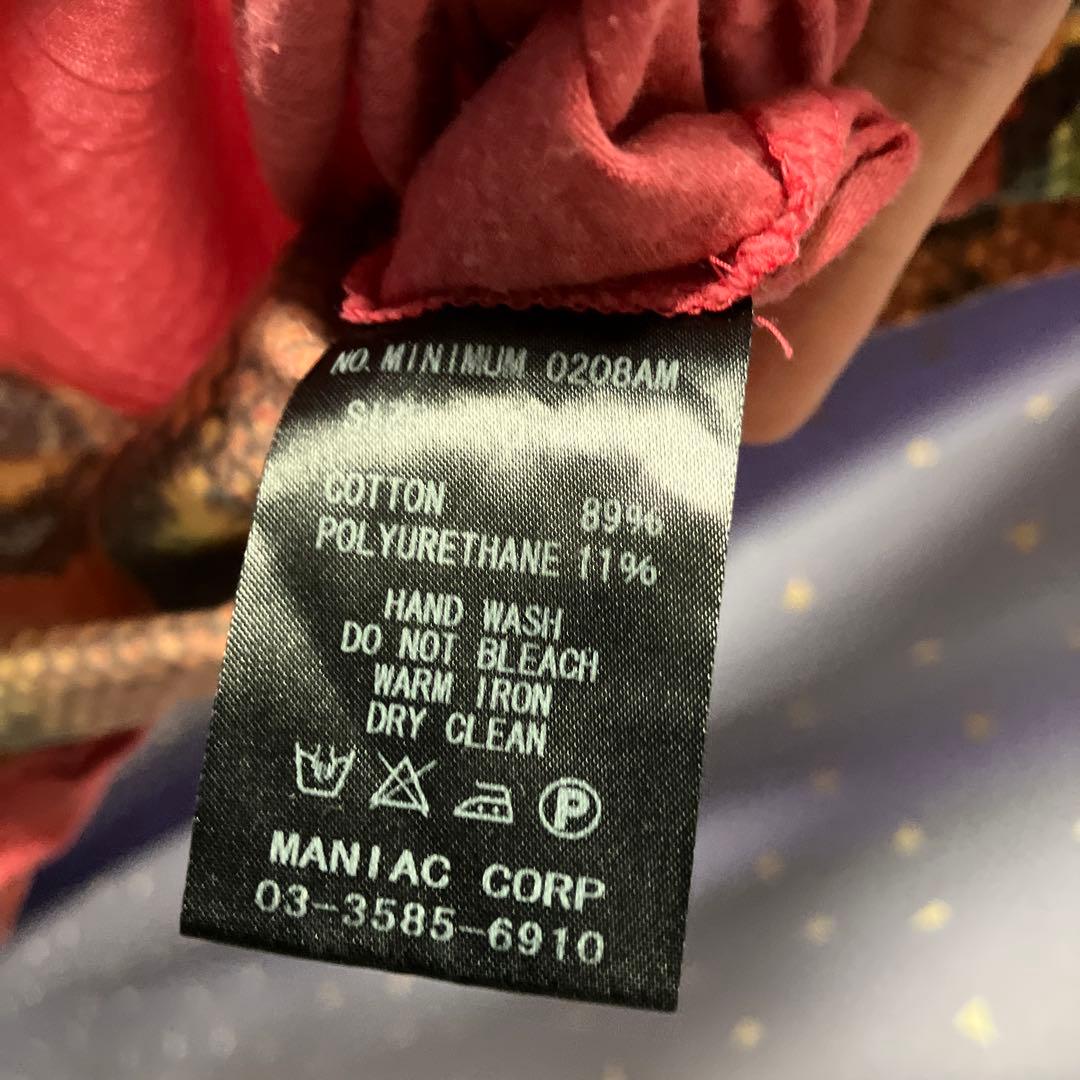 NO. MINIMUM 0208AM
COTTON 89%
POLYURETHANE 11%
HAND WASH
DO NOT BLEACH
WARM IRON
DRY CLEAN
P
MANIAC CORP
03-3585-6910